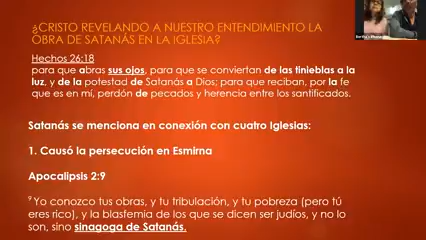 ¿CRISTO REVELANDO A NUESTRO ENTENDIMIENTO LA
OBRA DE SATANÁS EN LA IGLESIA?
Hechos 26:18
para que abras sus ojos, para que se conviertan de las tinieblas a la
luz, y de la potestad de Satanás a Dios; para que reciban, por la fe
que es en mí, perdón de pecados y herencia entre los santificados.
Satanás se menciona en conexión con cuatro Iglesias:
1. Causó la persecución en Esmirna
Apocalipsis 2:9
9 Yo conozco tus obras, y tu tribulación, y tu pobreza (pero tú
eres rico), y la blasfemia de los que se dicen ser judíos, y no lo
son, sino sinagoga de Satanás.